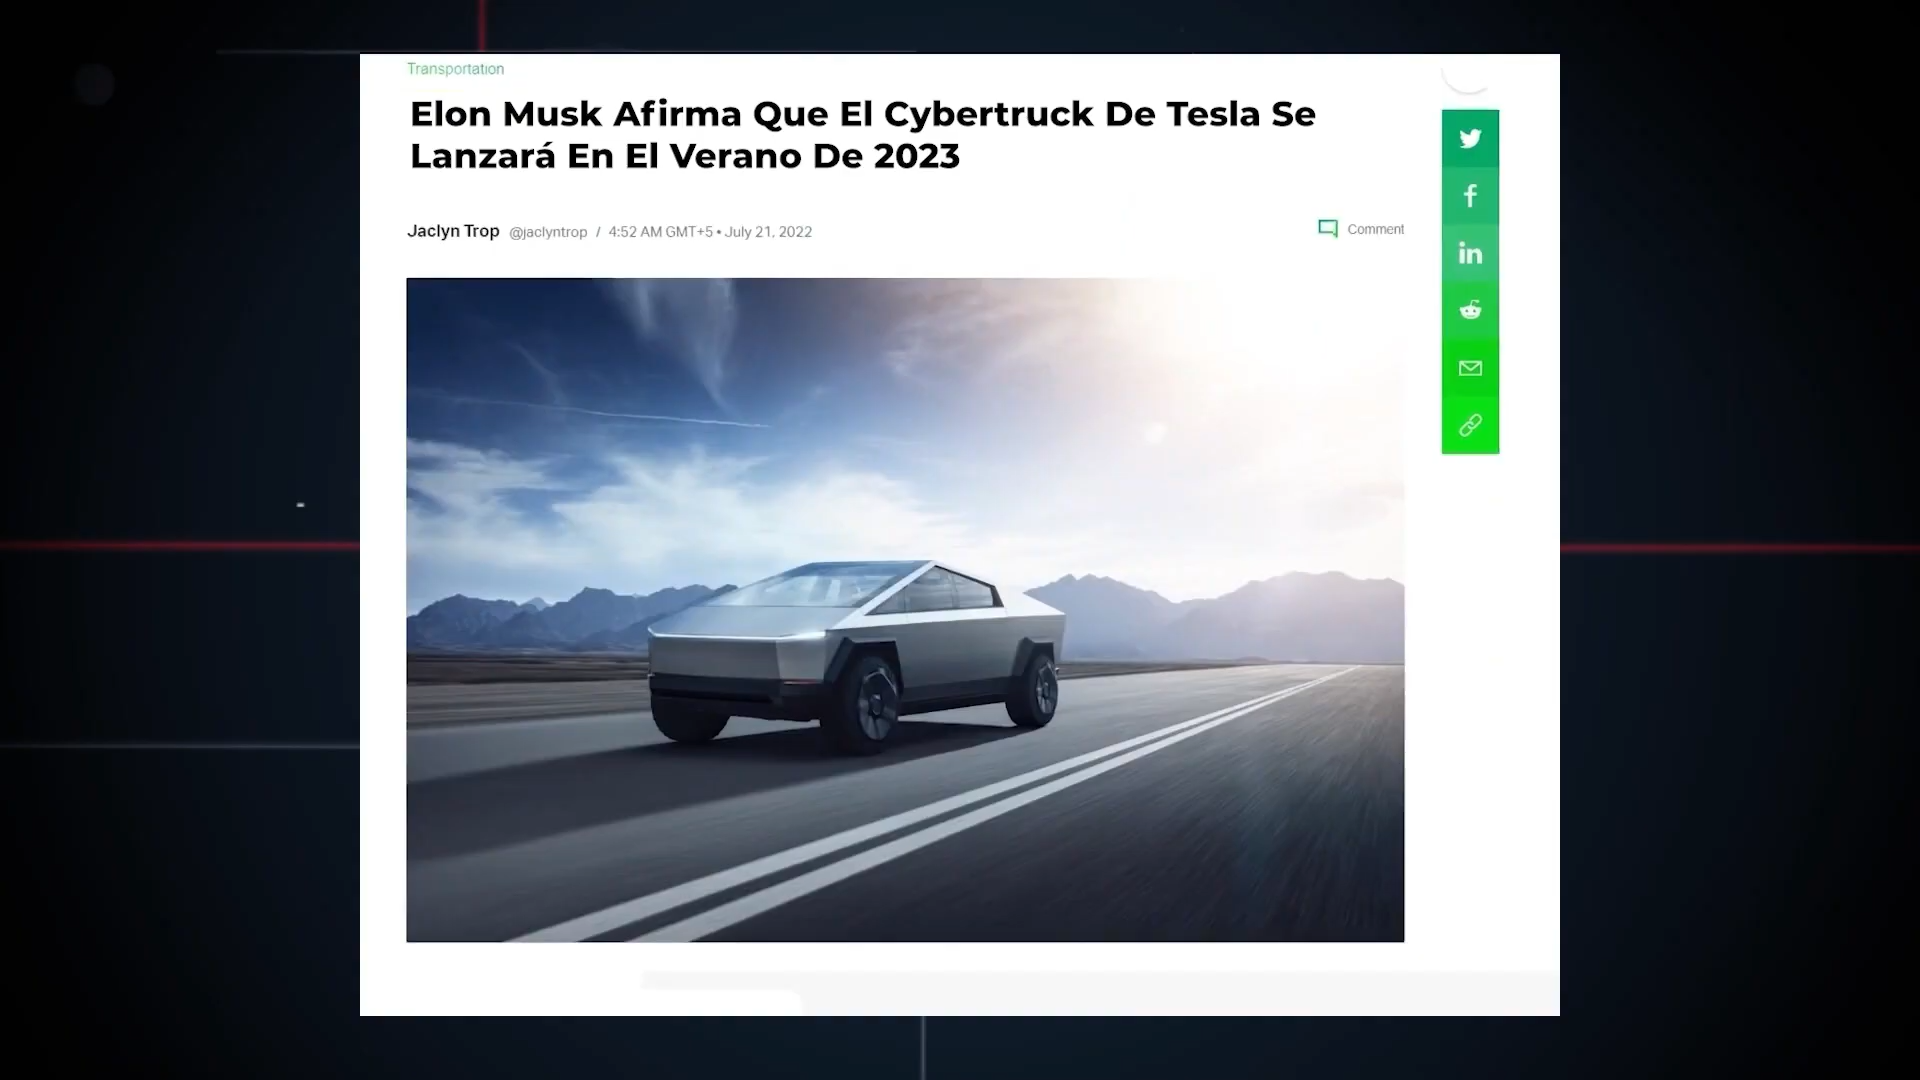 Transportation
Elon Musk Afirma Que El Cybertruck De Tesla Se
Lanzará En El Verano De 2023
Jaclyn Trop @jaclyntrop / 4:52 AM GMT+5 • July 21, 2022
Comment